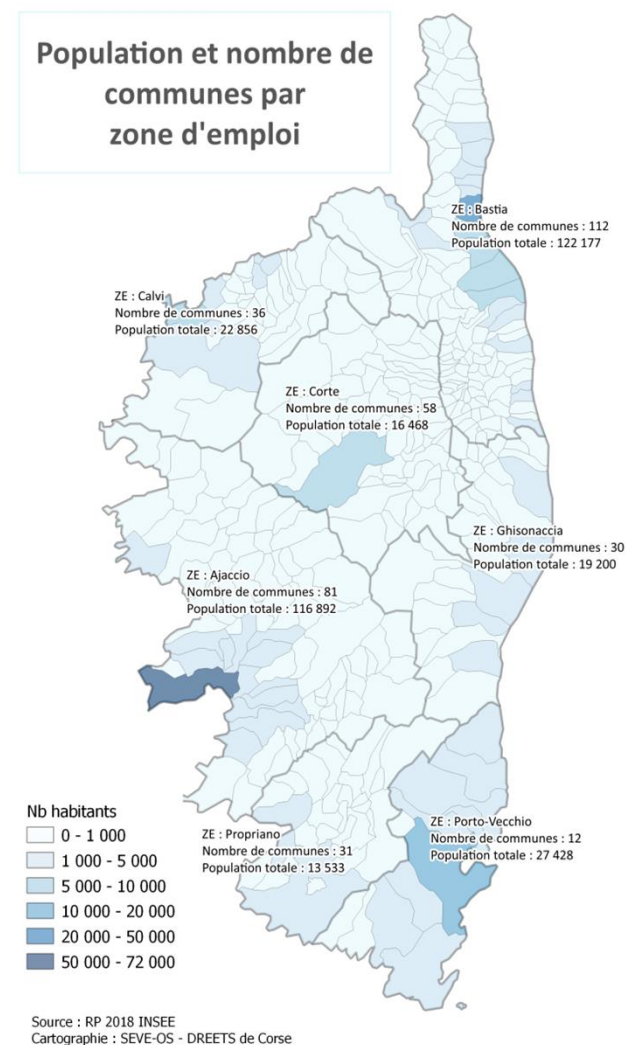 Population et nombre de
communes par
zone d'emploi
ZE : Bastia
Nombre de communes : 112
Population totale : 122 177
ZE : Calvi
Nombre de communes : 36
Population totale : 22 856
ZE : Corte
Nombre de communes : 58
Population totale : 16 468
ZE : Ghisonaccia
Nombre de communes : 30
Population totale : 19 200
ZE : Ajaccio
Nombre de communes : 81
Population totale : 116 892
ZE : Porto-Vecchio
Nombre de communes : 12
Population totale : 27 428
ZE : Propriano
Nombre de communes : 31
Population totale : 13 533
Nb habitants
0 - 1 000
1 000 - 5 000
5 000 - 10 000
10 000 - 20 000
20 000 - 50 000
50 000 - 72 000
Source : RP 2018 INSEE
Cartographie : SEVE-OS - DREETS de Corse